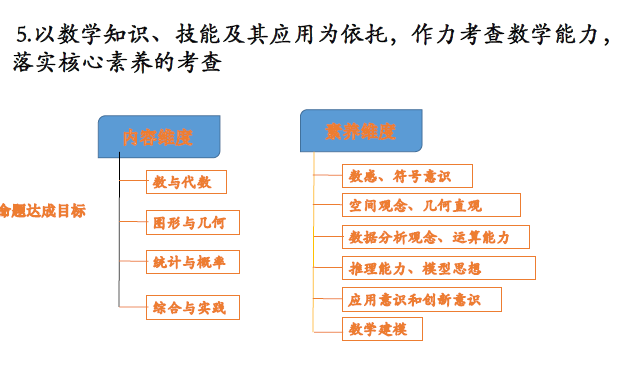 5.以数学知识、技能及其应用为依托，作力考查数学能力，
落实核心素养的考查
内容维度
素养维度
数与代数
图形与几何
统计与概率
综合与实践
命题达成目标
数感、符号意识
空间观念、几何直观
数据分析观念、运算能力
推理能力、模型思想
应用意识和创新意识
数学建模